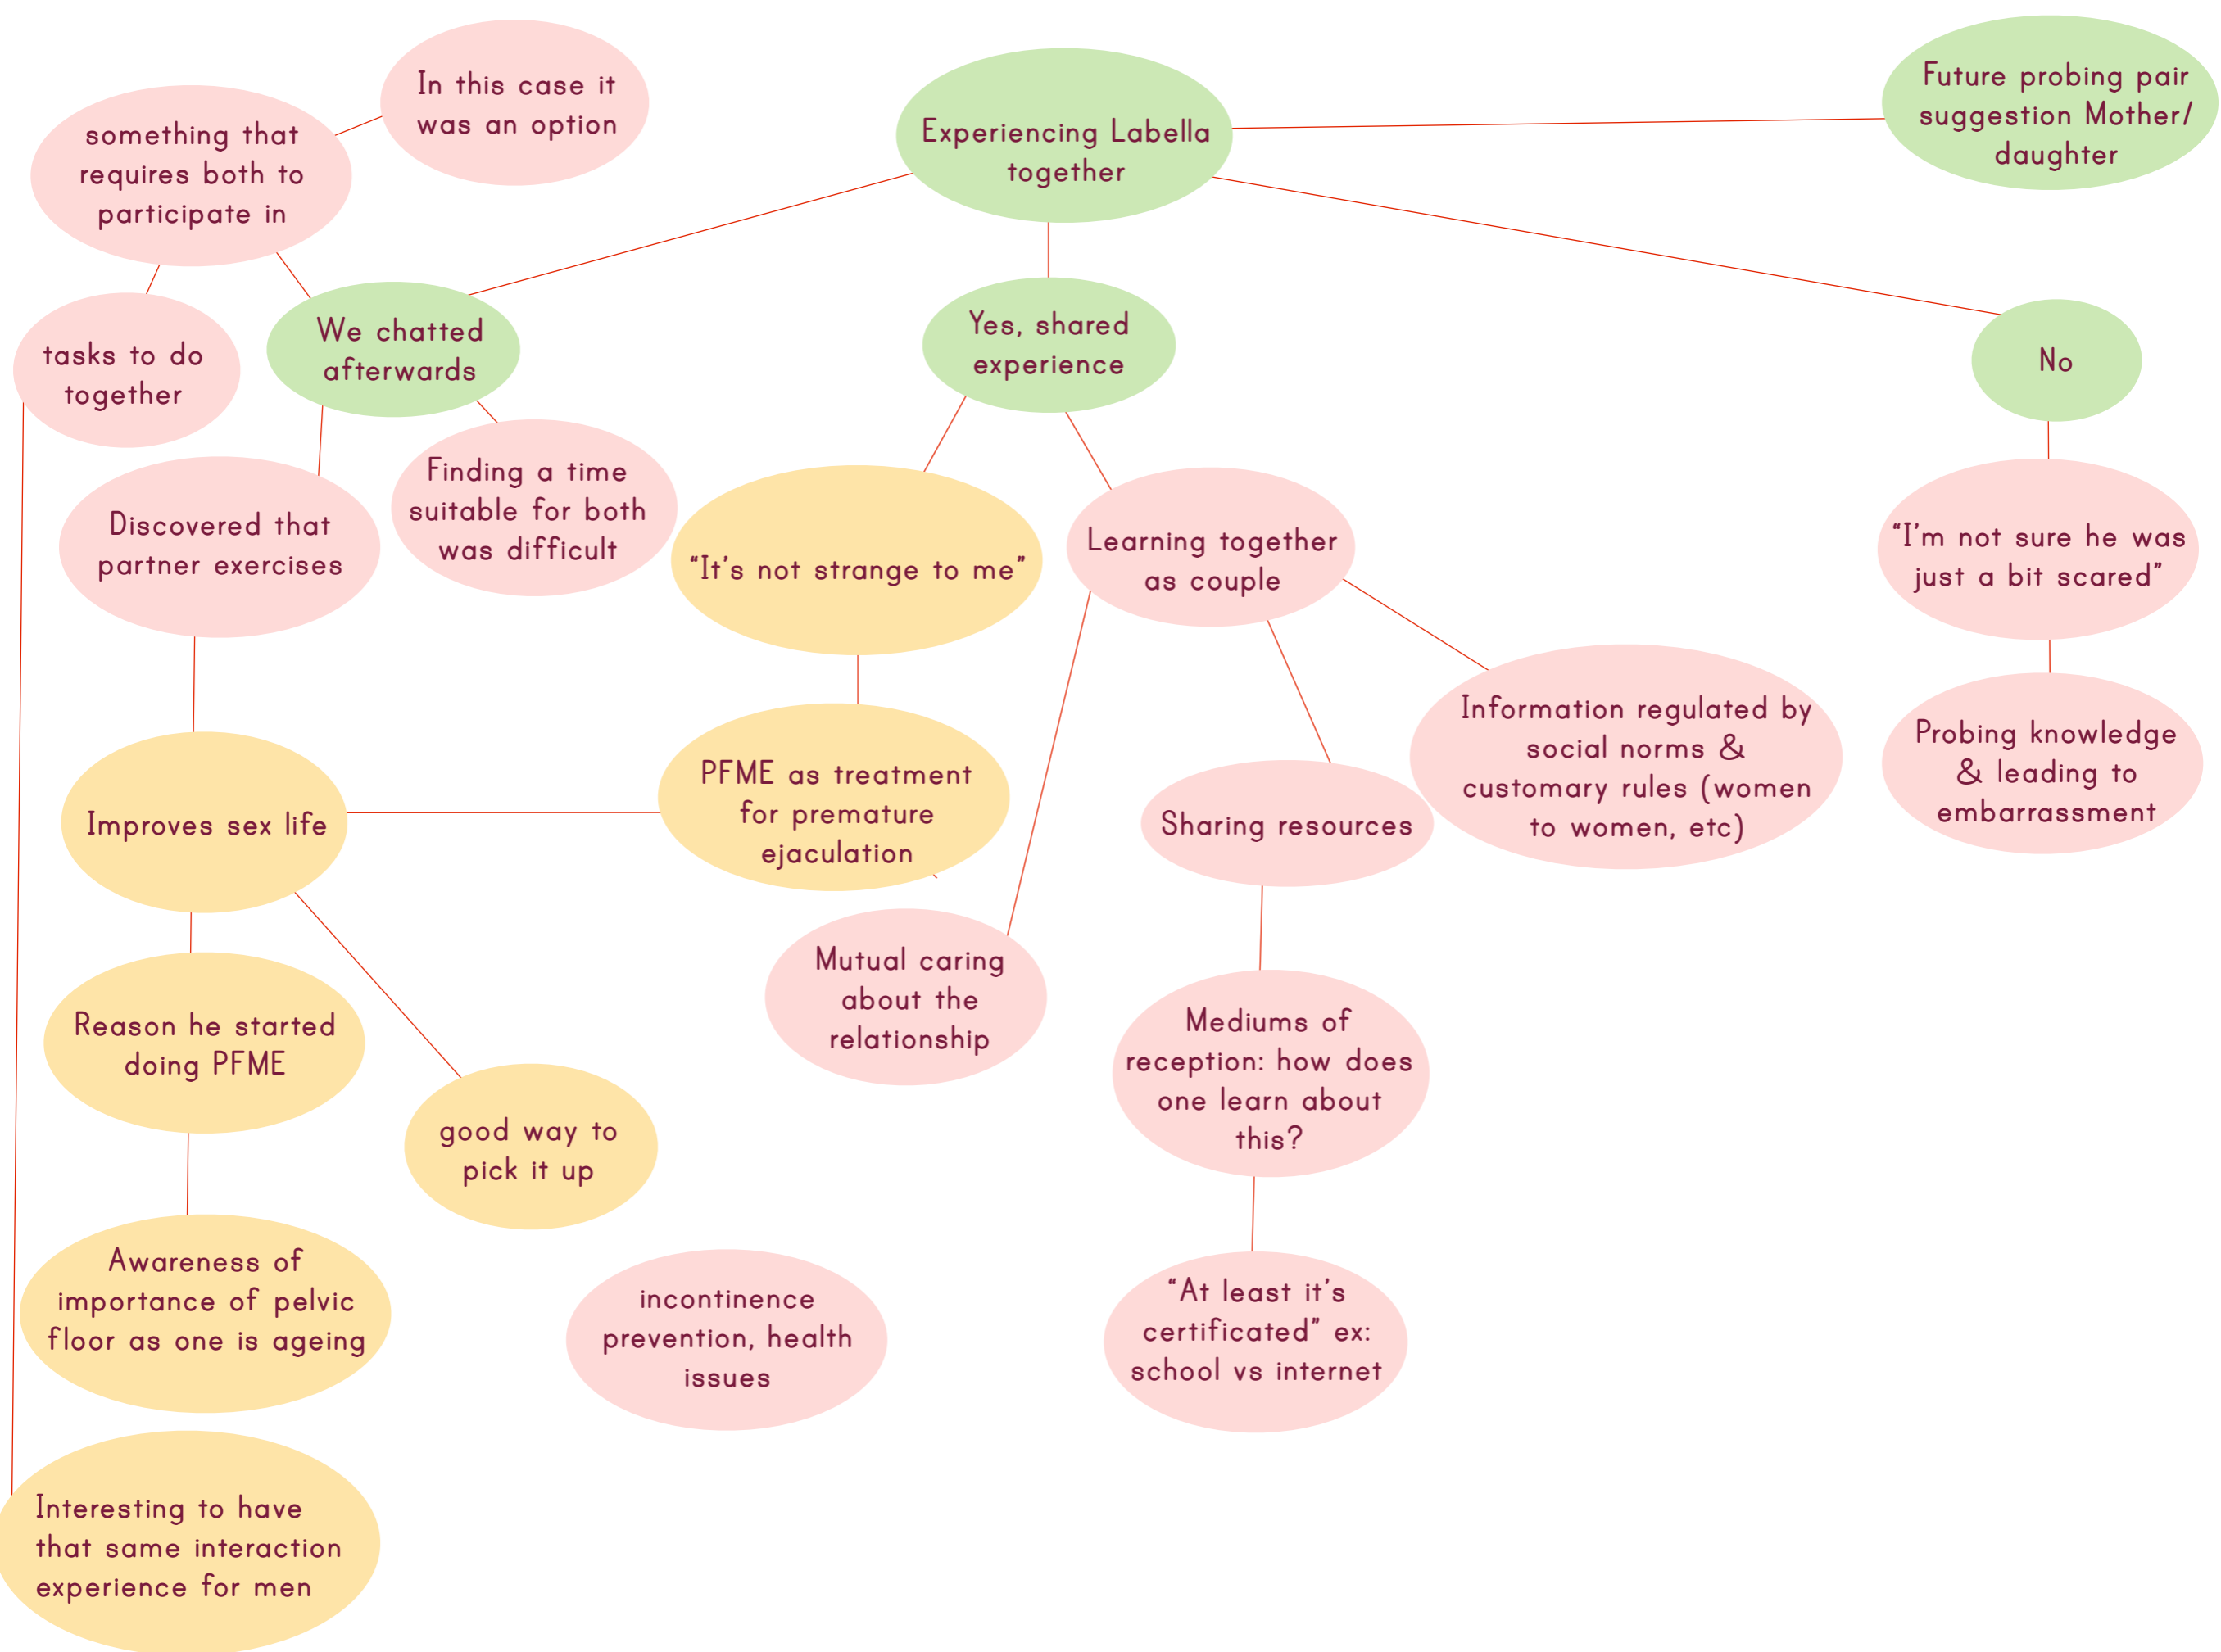 In this case it
was an option
something that
requires both to
participate in
Experiencing Labella
together
Future probing pair
suggestion Mother/
daughter
tasks to do
together
We chatted
afterwards
Yes, shared
experience
No
Discovered that
partner exercises
Finding a time
suitable for both
was difficult
“It's not strange to me”
Learning together
as couple
“I'm not sure he was
just a bit scared”
Improves sex life
PFME as treatment
for premature
ejaculation
Sharing resources
Information regulated by
social norms &
customary rules (women
to women, etc)
Probing knowledge
& leading to
embarrassment
Mutual caring
about the
relationship
Reason he started
doing PFME
good way to
pick it up
Mediums of
reception: how does
one learn about
this?
Awareness of
importance of pelvic
floor as one is ageing
incontinence
prevention, health
issues
“At least it's
certificated” ex:
school vs internet
Interesting to have
that same interaction
experience for men